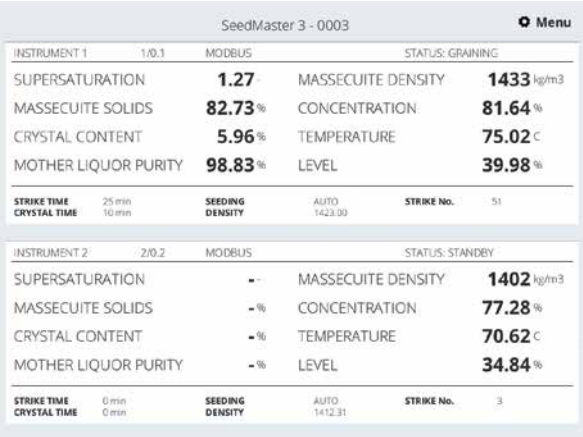 SeedMaster 3 - 0003 Menu
INSTRUMENT 1 1/0.1 MODBUS STATUS: GRAINING
SUPERSATURATION 1.27 - MASSECUITE DENSITY 1433 kg/m3
MASSECUITE SOLIDS 82.73 % CONCENTRATION 81.64 %
CRYSTAL CONTENT 5.96 % TEMPERATURE 75.02 C
MOTHER LIQUOR PURITY 98.83 % LEVEL 39.98 %
STRIKE TIME 25 min SEEDING AUTO STRIKE No. 51
CRYSTAL TIME 10 min DENSITY 1423.00
INSTRUMENT 2 2/0.2 MODBUS STATUS: STANDBY
SUPERSATURATION - - MASSECUITE DENSITY 1402 kg/m3
MASSECUITE SOLIDS - % CONCENTRATION 77.28 %
CRYSTAL CONTENT - % TEMPERATURE 70.62 C
MOTHER LIQUOR PURITY - % LEVEL 34.84 %
STRIKE TIME 0 min SEEDING AUTO STRIKE No. 3
CRYSTAL TIME 0 min DENSITY 1412.31